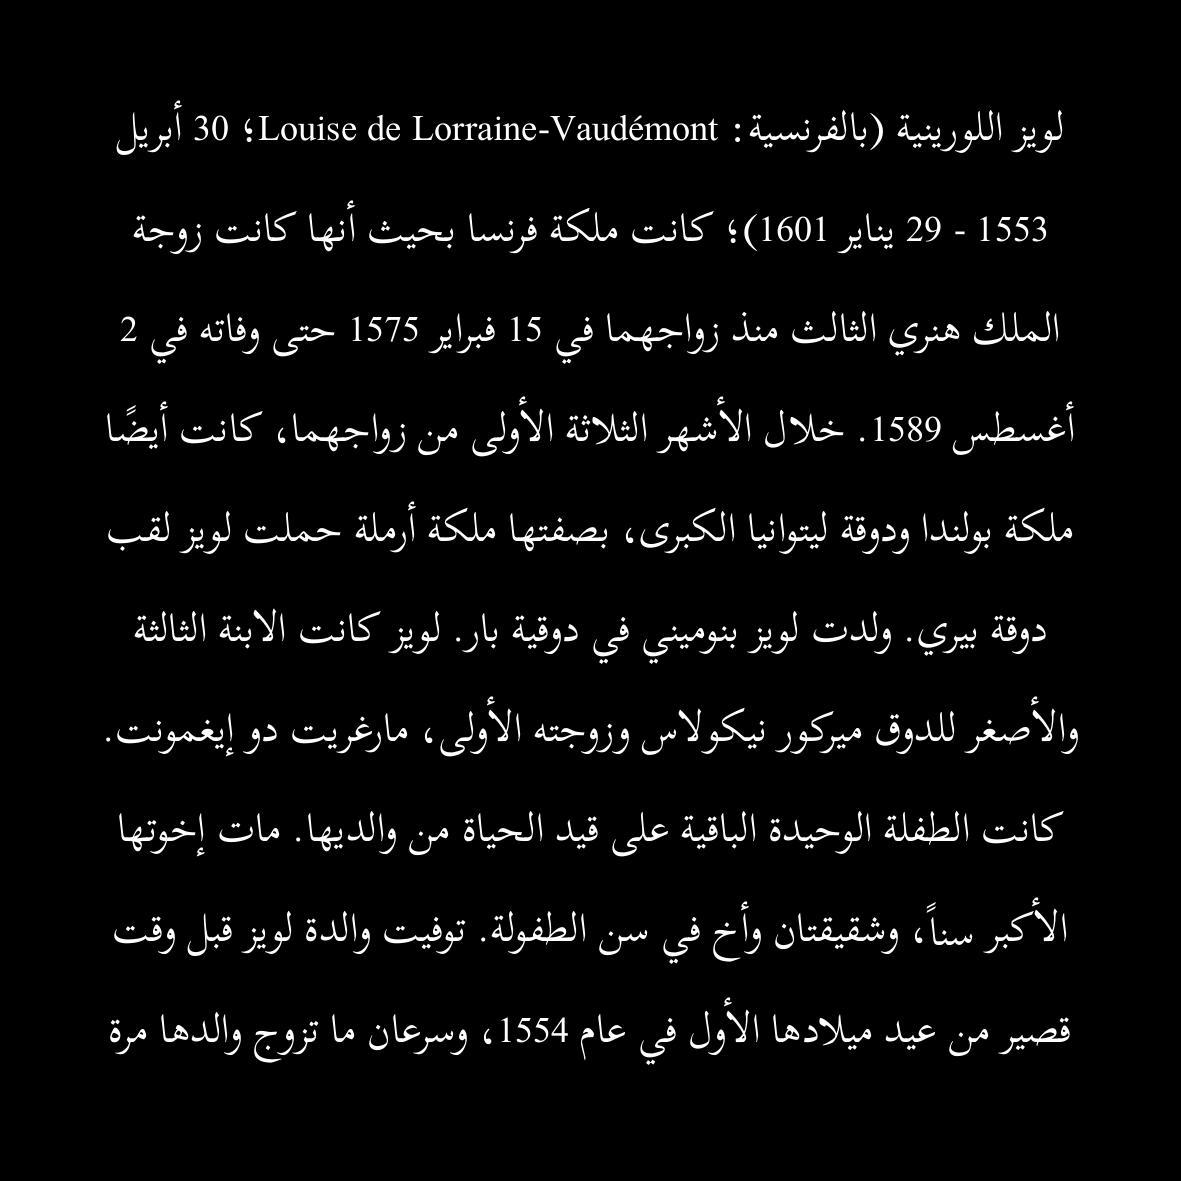 لويز اللورينية (بالفرنسية: Louise de Lorraine-Vaudémont؛ 30 أبريل
1553 - 29 يناير 1601)؛ كانت ملكة فرنسا بحيث أنها كانت زوجة
الملك هنري الثالث منذ زواجهما في 15 فبراير 1575 حتى وفاته في 2
أغسطس 1589. خلال الأشهر الثلاثة الأولى من زواجهما، كانت أيضًا
ملكة بولندا ودوقة ليتوانيا الكبرى، بصفتها ملكة أرملة حملت لويز لقب
دوقة بيري. ولدت لويز بنوميني في دوقية بار. لويز كانت الابنة الثالثة
والأصغر للدوق ميركور نيكولاس وزوجته الأولى، مارغريت دو إيغمونت.
كانت الطفلة الوحيدة الباقية على قيد الحياة من والديها. مات إخوتها
الأكبر سناً، وشقيقتان وأخ في سن الطفولة. توفيت والدة لويز قبل وقت
قصير من عيد ميلادها الأول في عام 1554، وسرعان ما تزوج والدها مرة